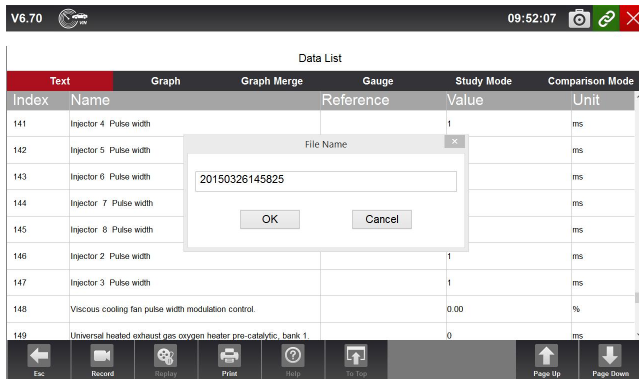 V6.70 VIN 09:52:07
Data List
Text Graph Graph Merge Gauge Study Mode Comparison Mode
Index Name Reference Value Unit
141 Injector 4 Pulse width 1 ms
142 Injector 5 Pulse width ms
143 Injector 6 Pulse width ms
144 Injector 7 Pulse width ms
145 Injector 8 Pulse width ms
146 Injector 2 Pulse width 1 ms
147 Injector 3 Pulse width 1 ms
148 Viscous cooling fan pulse width modulation control. 0.00 %
149 Universal heated exhaust gas oxygen heater pre-catalytic, bank 1. 0 ms
File Name
20150326145825
OK Cancel
Esc Record Replay Print Help To Top Page Up Page Down